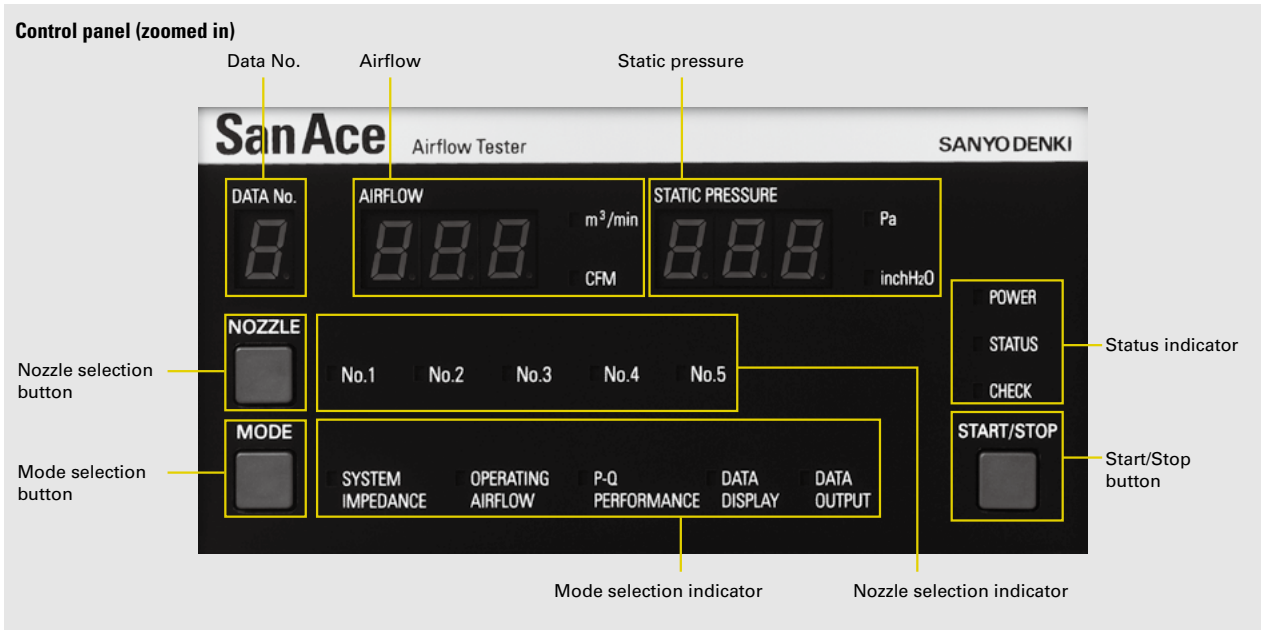 Control panel (zoomed in)
Data No.
Airflow
Static pressure
San Ace Airflow Tester
SANYO DENKI
DATA No.
AIRFLOW
STATIC PRESSURE
m³/min
Pa
CFM
inchH₂O
POWER
NOZZLE
STATUS
Status indicator
Nozzle selection
button
No.1
No.2
No.3
No.4
No.5
CHECK
MODE
START/STOP
Mode selection
button
SYSTEM
IMPEDANCE
OPERATING
AIRFLOW
P-Q
PERFORMANCE
DATA
DISPLAY
DATA
OUTPUT
Start/Stop
button
Mode selection indicator
Nozzle selection indicator